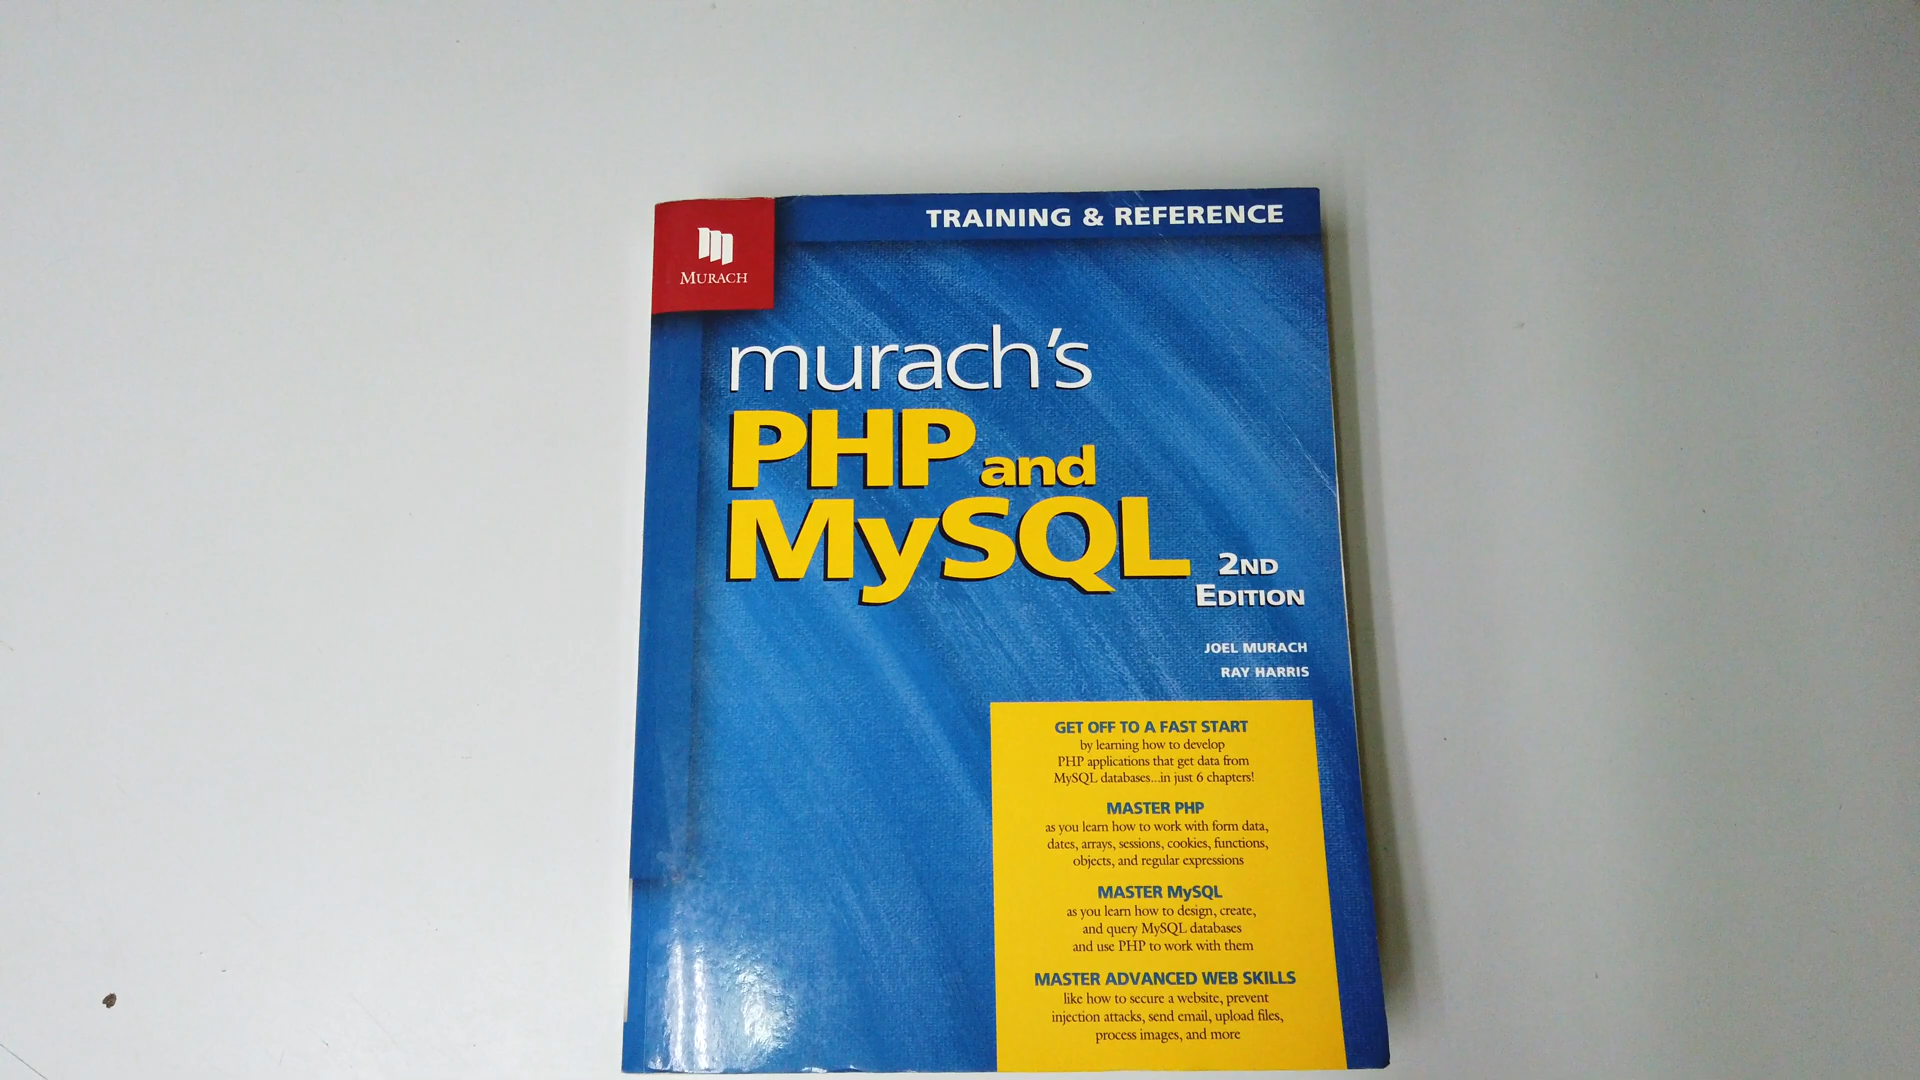 TRAINING & REFERENCE
MURACH
murach's
PHP and
MySQL
2ND
EDITION
JOEL MURACH
RAY HARRIS
GET OFF TO A FAST START
by learning how to develop
PHP applications that get data from
MySQL databases...in just 6 chapters!
MASTER PHP
as you learn how to work with form data,
dates, arrays, sessions, cookies, functions,
objects, and regular expressions
MASTER MySQL
as you learn how to design, create,
and query MySQL databases
and use PHP to work with them
MASTER ADVANCED WEB SKILLS
like how to secure a website, prevent
injection attacks, send email, upload files,
process images, and more